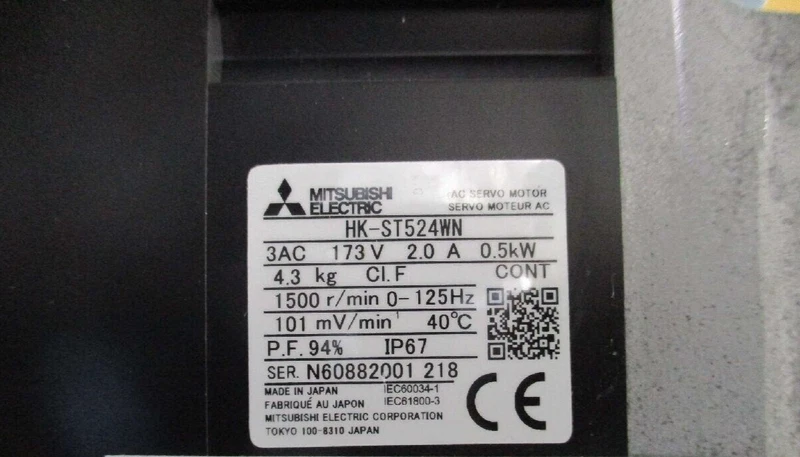 MITSUBISHI
ELECTRIC
AC SERVO MOTOR
SERVO MOTEUR AC
HK-ST524WN
3AC 173 V 2.0 A 0.5kW
4.3 kg Cl.F CONT
1500 r/min 0-125Hz
101 mV/min⁻¹ 40℃
P.F. 94% IP67
SER. N60882001 218
MADE IN JAPAN IEC60034-1
FABRIQUÉ AU JAPON IEC61800-3
MITSUBISHI ELECTRIC CORPORATION
TOKYO 100-8310 JAPAN
CE